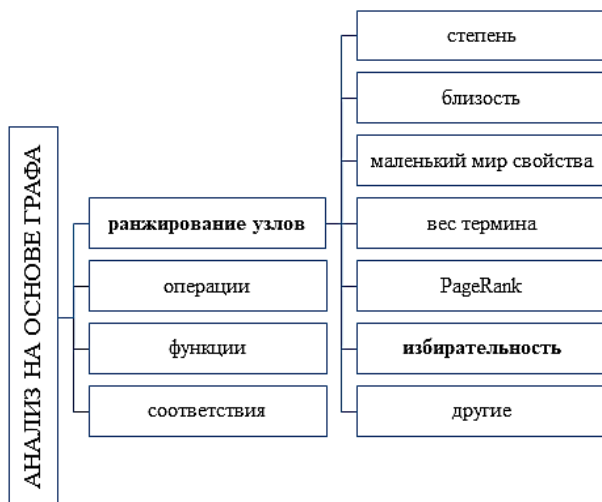 АНАЛИЗ НА ОСНОВЕ ГРАФА
ранжирование узлов
операции
функции
соответствия
степень
близость
маленький мир свойства
вес термина
PageRank
избирательность
другие